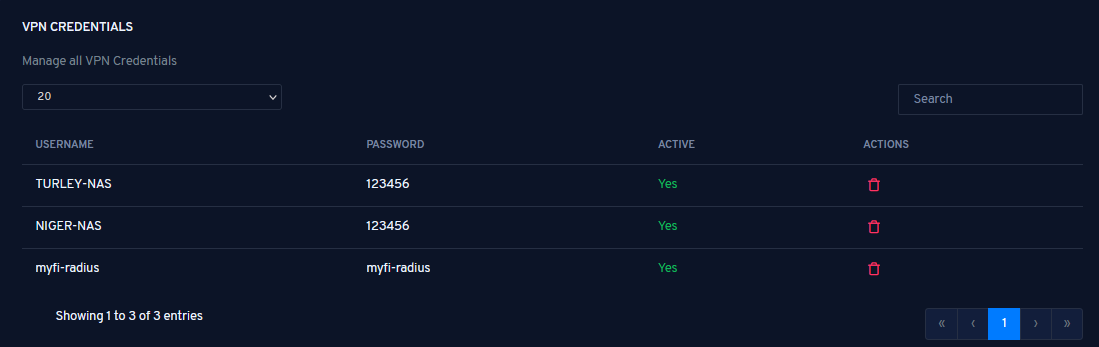 VPN CREDENTIALS
Manage all VPN Credentials
20
Search
USERNAME PASSWORD ACTIVE ACTIONS
TURLEY-NAS 123456 Yes
NIGER-NAS 123456 Yes
myfi-radius myfi-radius Yes
Showing 1 to 3 of 3 entries
« ‹ 1 › »